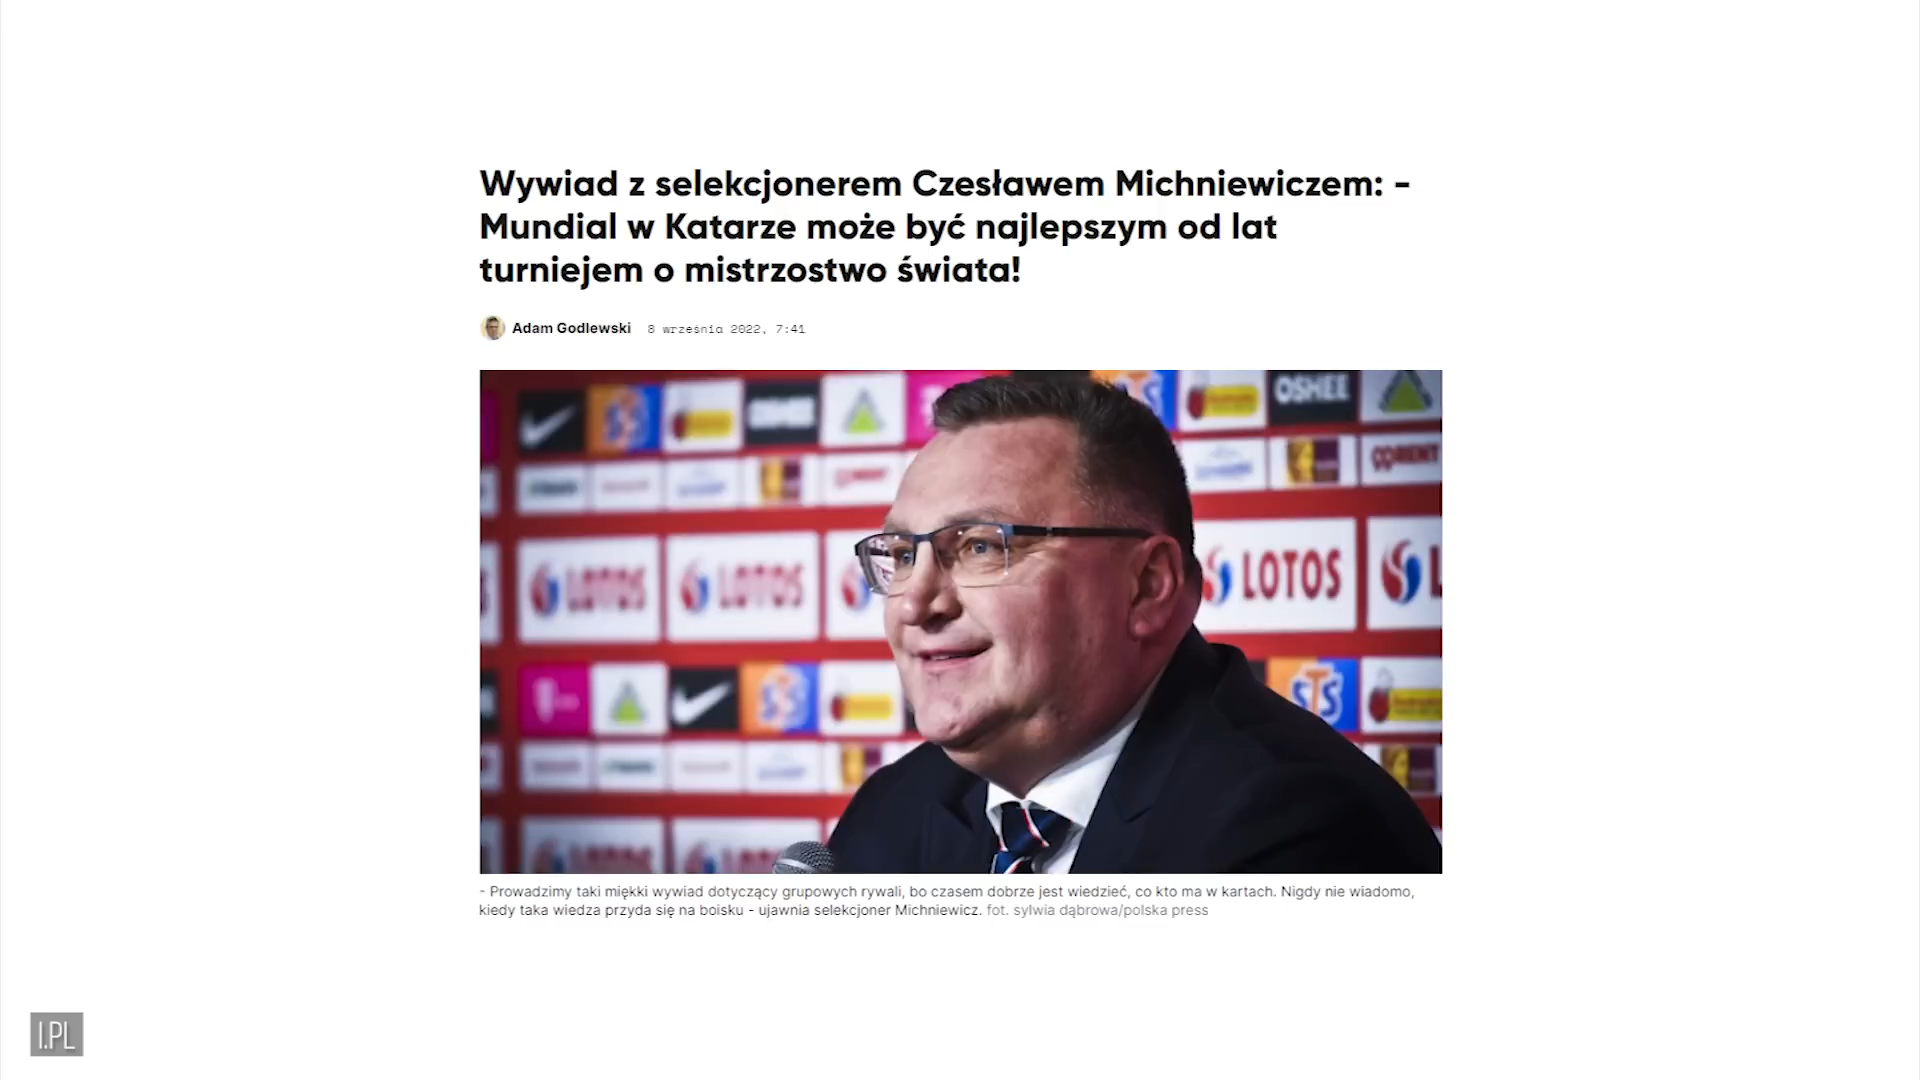 Wywiad z selekcjonerem Czesławem Michniewiczem: -
Mundial w Katarze może być najlepszym od lat
turniejem o mistrzostwo świata!
Adam Godlewski 8 września 2022, 7:41
OSHEE
OSHEE
LOTOS
LOTOS
LOTOS
STS
- Prowadzimy taki miękki wywiad dotyczący grupowych rywali, bo czasem dobrze jest wiedzieć, co kto ma w kartach. Nigdy nie wiadomo,
kiedy taka wiedza przyda się na boisku - ujawnia selekcjoner Michniewicz. fot. sylwia dąbrowa/polska press
I.PL